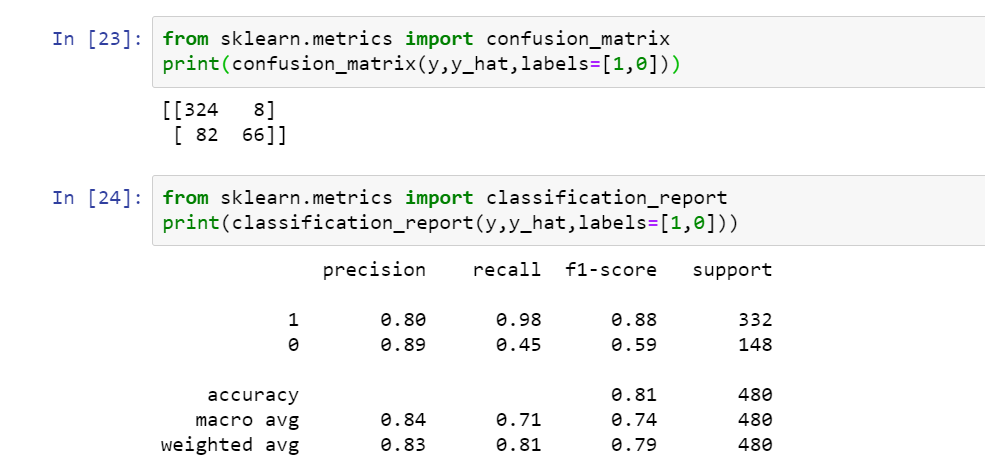 In [23]: from sklearn.metrics import confusion_matrix
print(confusion_matrix(y,y_hat,labels=[1,0]))
[[324   8]
 [ 82  66]]
In [24]: from sklearn.metrics import classification_report
print(classification_report(y,y_hat,labels=[1,0]))
precision recall f1-score support
1 0.80 0.98 0.88 332
0 0.89 0.45 0.59 148
accuracy 0.81 480
macro avg 0.84 0.71 0.74 480
weighted avg 0.83 0.81 0.79 480